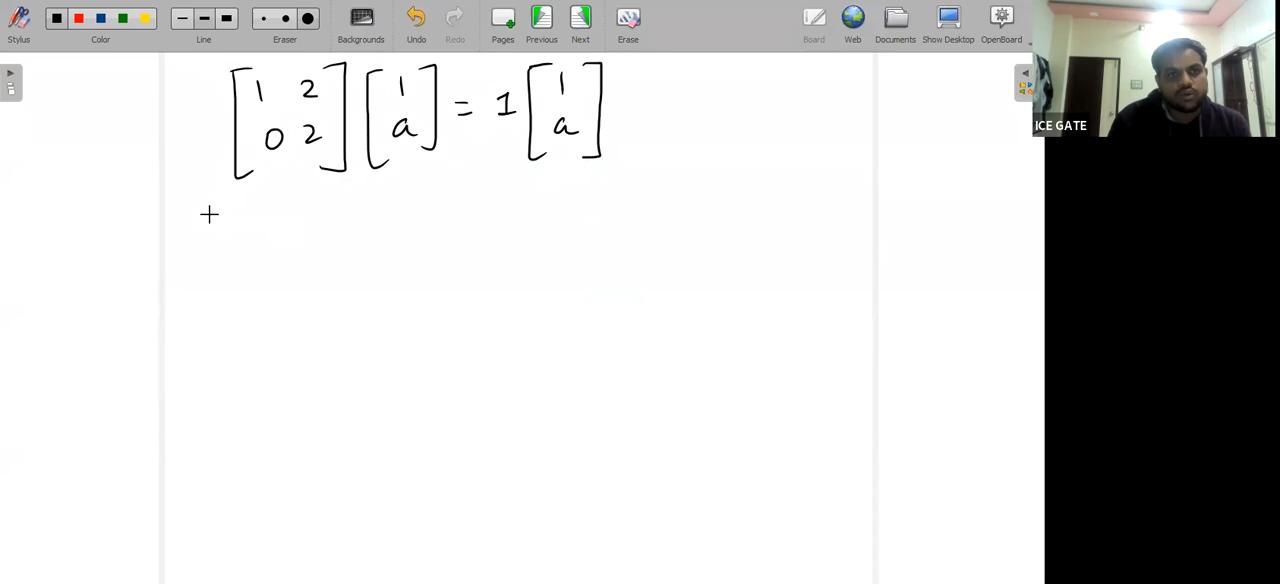 Stylus Color Line Eraser Backgrounds Undo Redo Pages Previous Next Erase Board Web Documents Show Desktop OpenBoard
ICE GATE
[1 2] [1] = 1 [1]
[0 2] [a] [a]